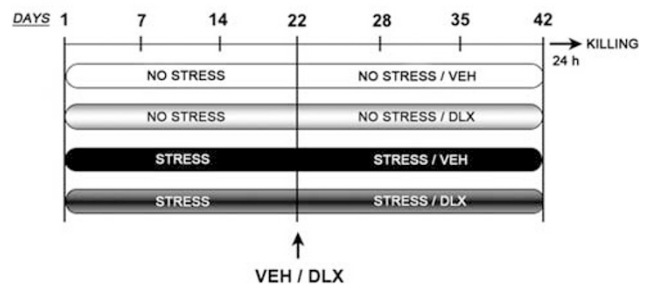 DAYS 1 7 14 22 28 35 42
KILLING
24 h
NO STRESS NO STRESS / VEH
NO STRESS NO STRESS / DLX
STRESS STRESS / VEH
STRESS STRESS / DLX
VEH / DLX